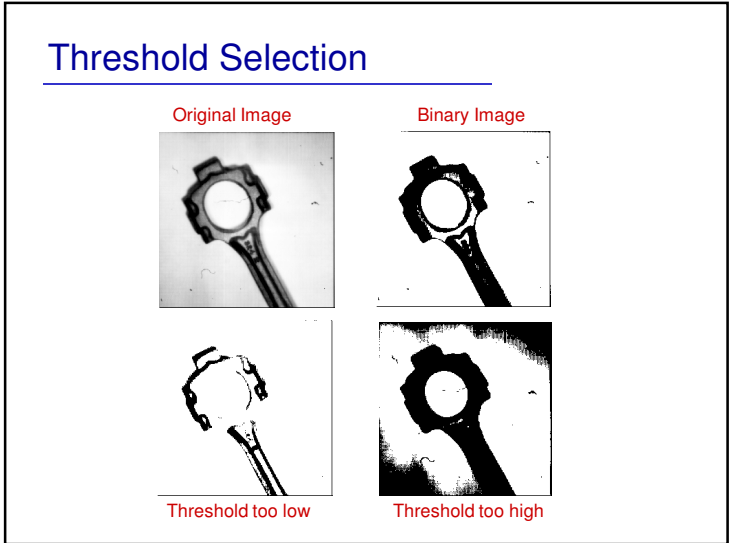 Threshold Selection
Original Image
Binary Image
Threshold too low
Threshold too high